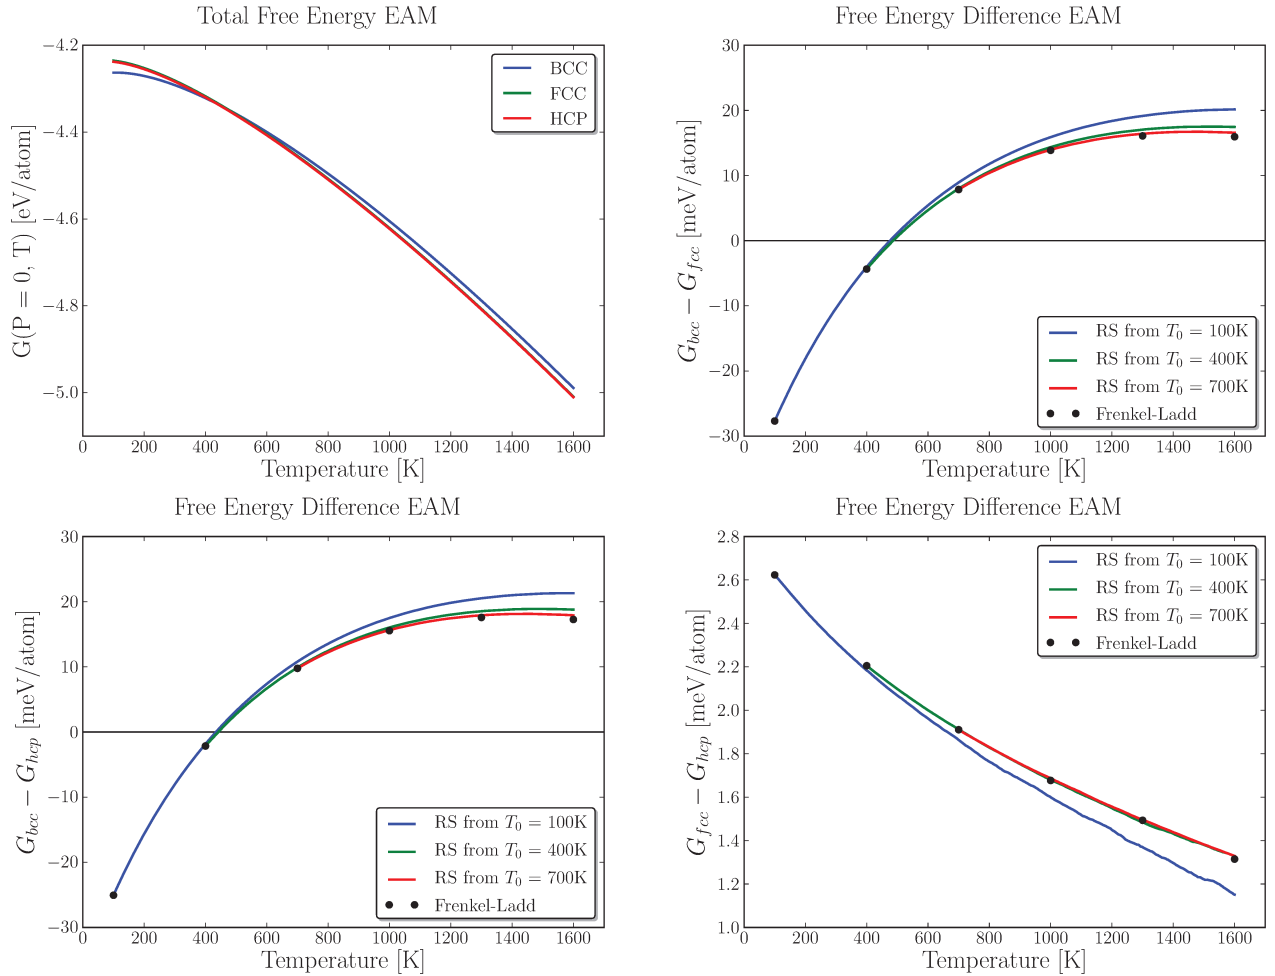 Total Free Energy EAM
G(P = 0, T) [eV/atom]
−4.2
−4.4
−4.6
−4.8
−5.0
BCC
FCC
HCP
0 200 400 600 800 1000 1200 1400 1600
Temperature [K]
Free Energy Difference EAM
G_bcc − G_fcc [meV/atom]
30
20
10
0
−10
−20
−30
RS from T_0 = 100K
RS from T_0 = 400K
RS from T_0 = 700K
Frenkel-Ladd
0 200 400 600 800 1000 1200 1400 1600
Temperature [K]
Free Energy Difference EAM
G_bcc − G_hcp [meV/atom]
30
20
10
0
−10
−20
−30
RS from T_0 = 100K
RS from T_0 = 400K
RS from T_0 = 700K
Frenkel-Ladd
0 200 400 600 800 1000 1200 1400 1600
Temperature [K]
Free Energy Difference EAM
G_fcc − G_hcp [meV/atom]
2.8
2.6
2.4
2.2
2.0
1.8
1.6
1.4
1.2
1.0
RS from T_0 = 100K
RS from T_0 = 400K
RS from T_0 = 700K
Frenkel-Ladd
0 200 400 600 800 1000 1200 1400 1600
Temperature [K]